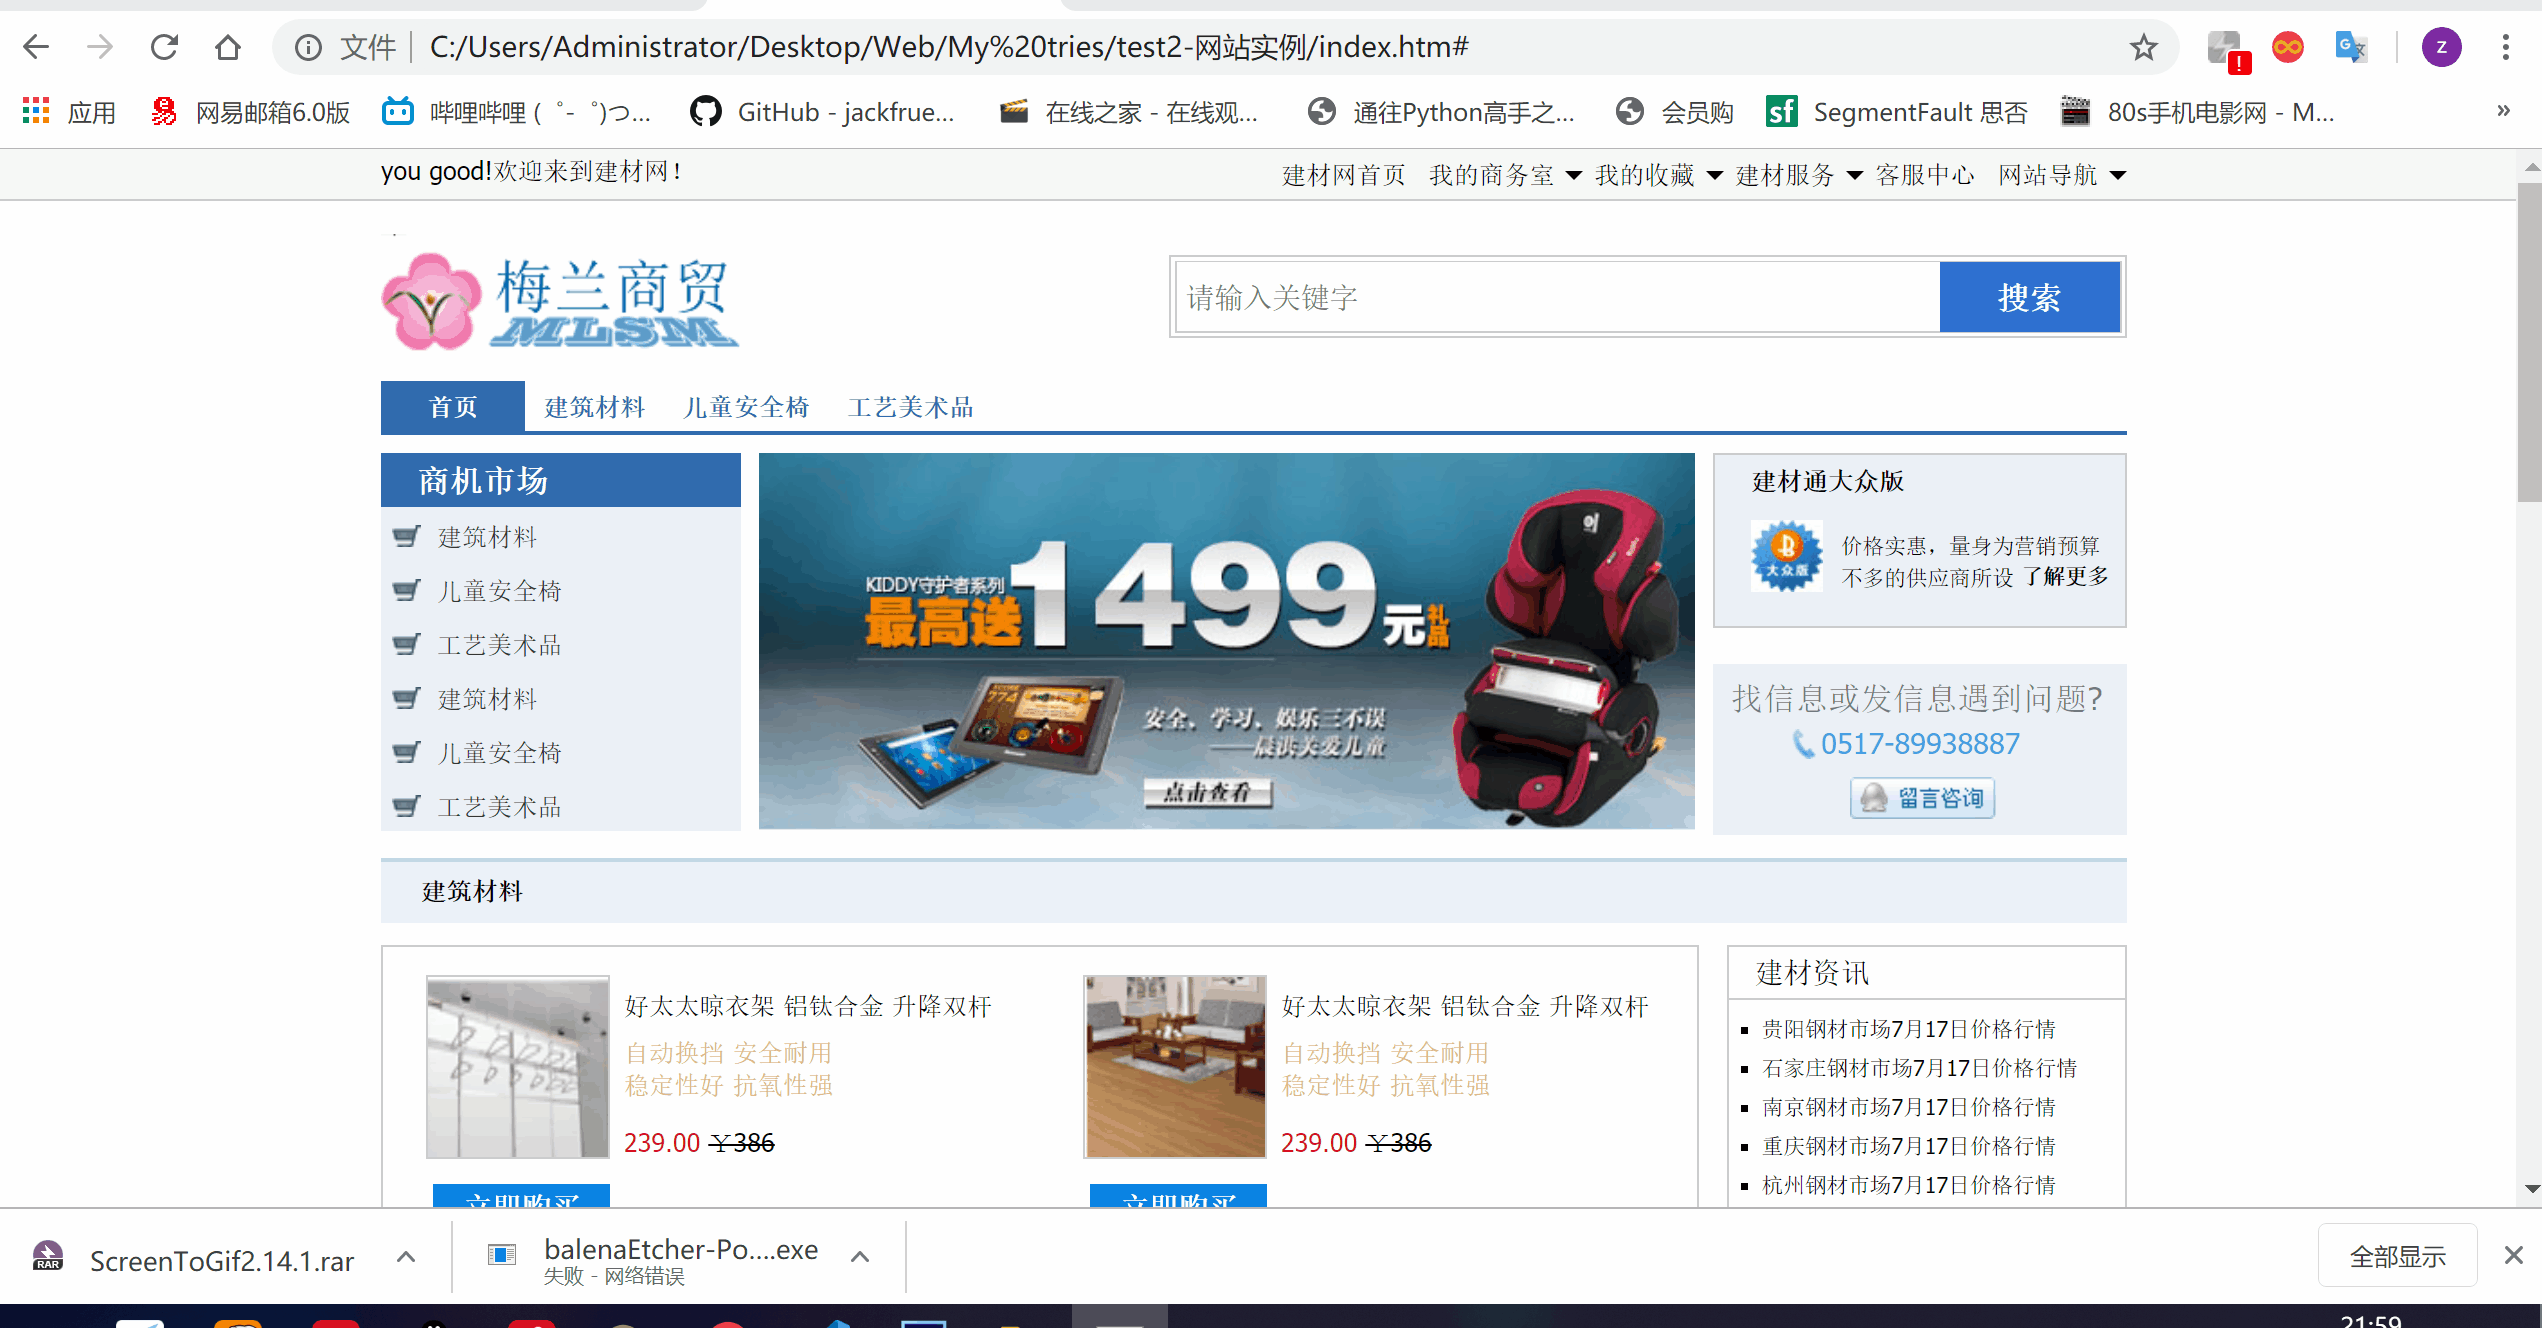 文件 C:/Users/Administrator/Desktop/Web/My%20tries/test2-网站实例/index.htm#
z
应用 网易邮箱6.0版 哔哩哔哩 ( ゜- ゜)つ... GitHub - jackfrue... 在线之家 - 在线观... 通往Python高手之... 会员购 SegmentFault 思否 80s手机电影网 - M... »
you good!欢迎来到建材网！
建材网首页 我的商务室 我的收藏 建材服务 客服中心 网站导航
梅兰商贸
MLSM
请输入关键字 搜索
首页 建筑材料 儿童安全椅 工艺美术品
商机市场
建筑材料
儿童安全椅
工艺美术品
建筑材料
儿童安全椅
工艺美术品
KIDDY守护者系列
最高送1499元礼品
安全、学习、娱乐三不误
——晨洪关爱儿童
点击查看
建材通大众版
大众版
价格实惠，量身为营销预算
不多的供应商所设 了解更多
找信息或发信息遇到问题?
0517-89938887
留言咨询
建筑材料
好太太晾衣架 铝钛合金 升降双杆
自动换挡 安全耐用
稳定性好 抗氧性强
239.00 ￥386
立即购买
好太太晾衣架 铝钛合金 升降双杆
自动换挡 安全耐用
稳定性好 抗氧性强
239.00 ￥386
立即购买
建材资讯
贵阳钢材市场7月17日价格行情
石家庄钢材市场7月17日价格行情
南京钢材市场7月17日价格行情
重庆钢材市场7月17日价格行情
杭州钢材市场7月17日价格行情
RAR
ScreenToGif2.14.1.rar
balenaEtcher-Po....exe
失败 - 网络错误
全部显示
21:59